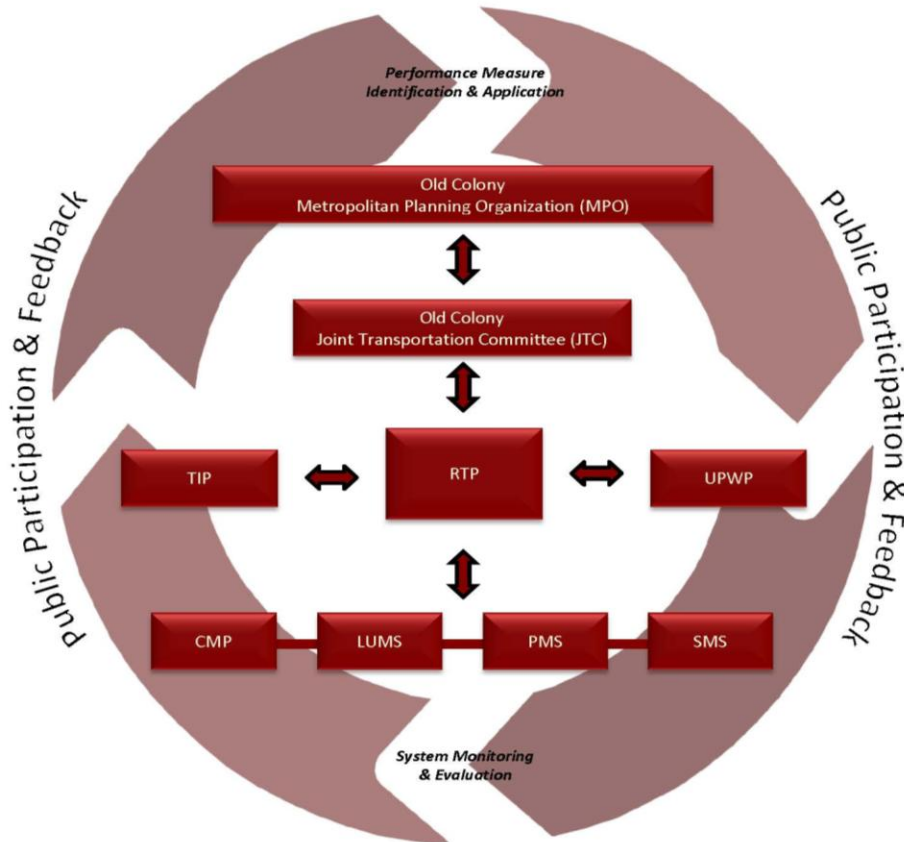 Performance Measure
Identification & Application
Old Colony
Metropolitan Planning Organization (MPO)
Public Participation & Feedback
Public Participation & Feedback
Old Colony
Joint Transportation Committee (JTC)
TIP
RTP
UPWP
CMP
LUMS
PMS
SMS
System Monitoring
& Evaluation